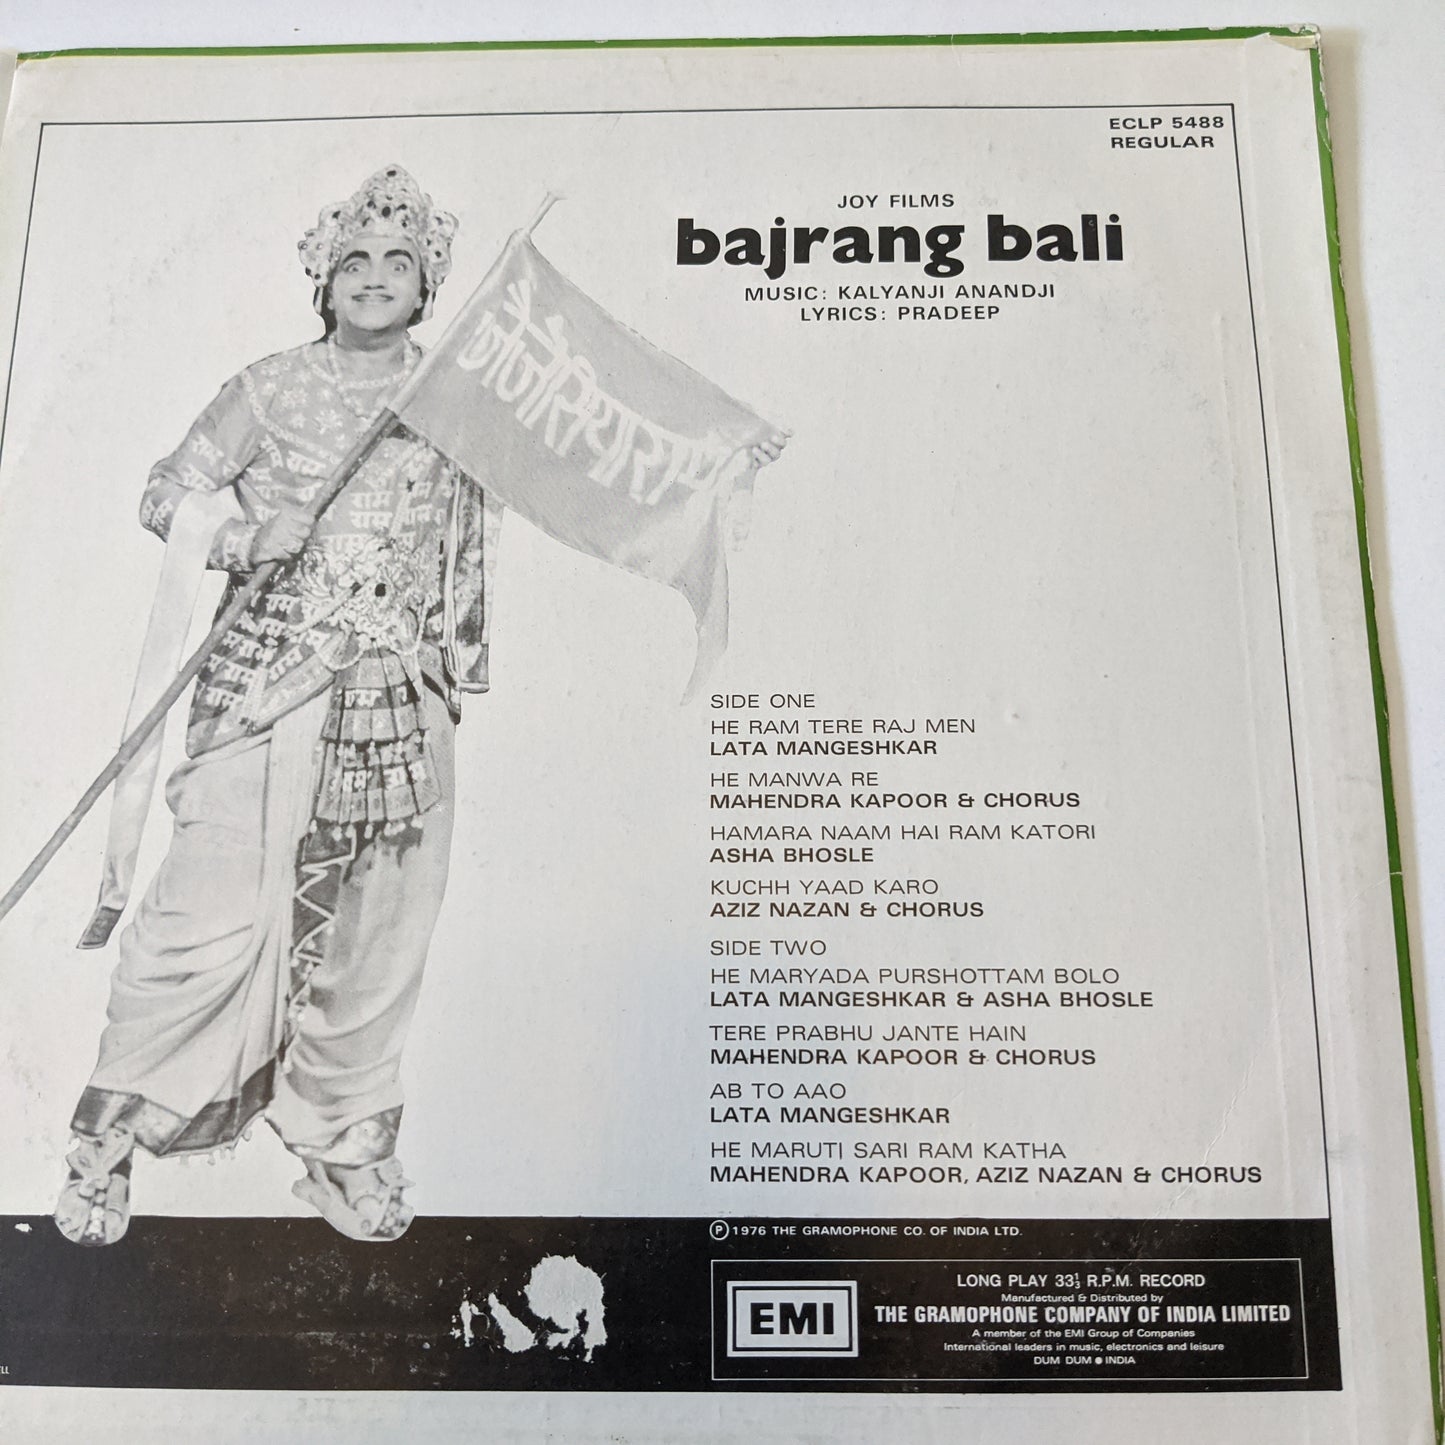 ECLP 5488
REGULAR
JOY FILMS
bajrang bali
MUSIC: KALYANJI ANANDJI
LYRICS: PRADEEP
जैजैसियाराम
राम राम
राम राम
राम
SIDE ONE
HE RAM TERE RAJ MEN
LATA MANGESHKAR
HE MANWA RE
MAHENDRA KAPOOR & CHORUS
HAMARA NAAM HAI RAM KATORI
ASHA BHOSLE
KUCHH YAAD KARO
AZIZ NAZAN & CHORUS
SIDE TWO
HE MARYADA PURSHOTTAM BOLO
LATA MANGESHKAR & ASHA BHOSLE
TERE PRABHU JANTE HAIN
MAHENDRA KAPOOR & CHORUS
AB TO AAO
LATA MANGESHKAR
HE MARUTI SARI RAM KATHA
MAHENDRA KAPOOR, AZIZ NAZAN & CHORUS
Ⓟ 1976 THE GRAMOPHONE CO. OF INDIA LTD.
EMI
LONG PLAY 33⅓ R.P.M. RECORD
Manufactured & Distributed by
THE GRAMOPHONE COMPANY OF INDIA LIMITED
A member of the EMI Group of Companies
International leaders in music, electronics and leisure
DUM DUM ● INDIA